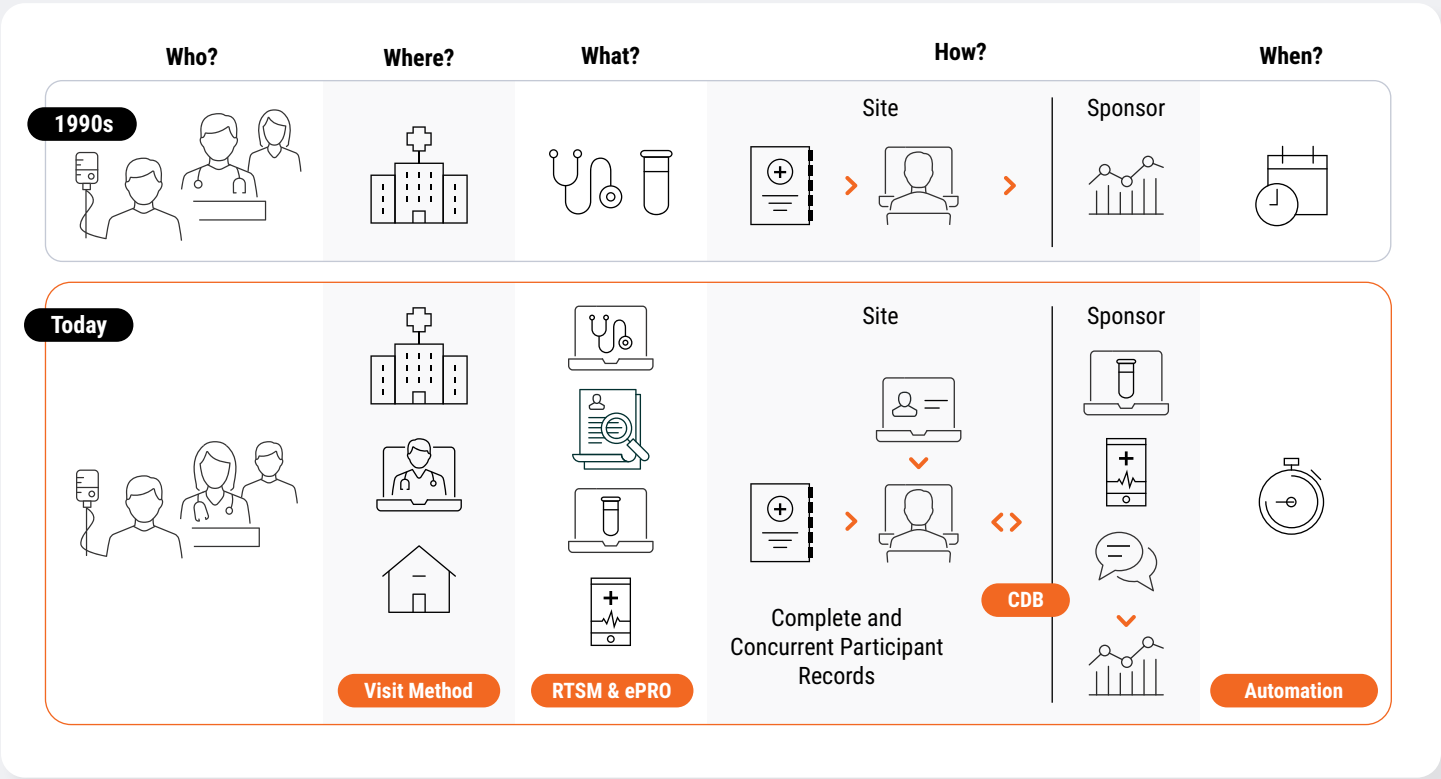 Who?
Where?
What?
How?
When?
1990s
Site
Sponsor
Today
Site
Sponsor
CDB
Complete and
Concurrent Participant
Records
Visit Method
RTSM & ePRO
Automation